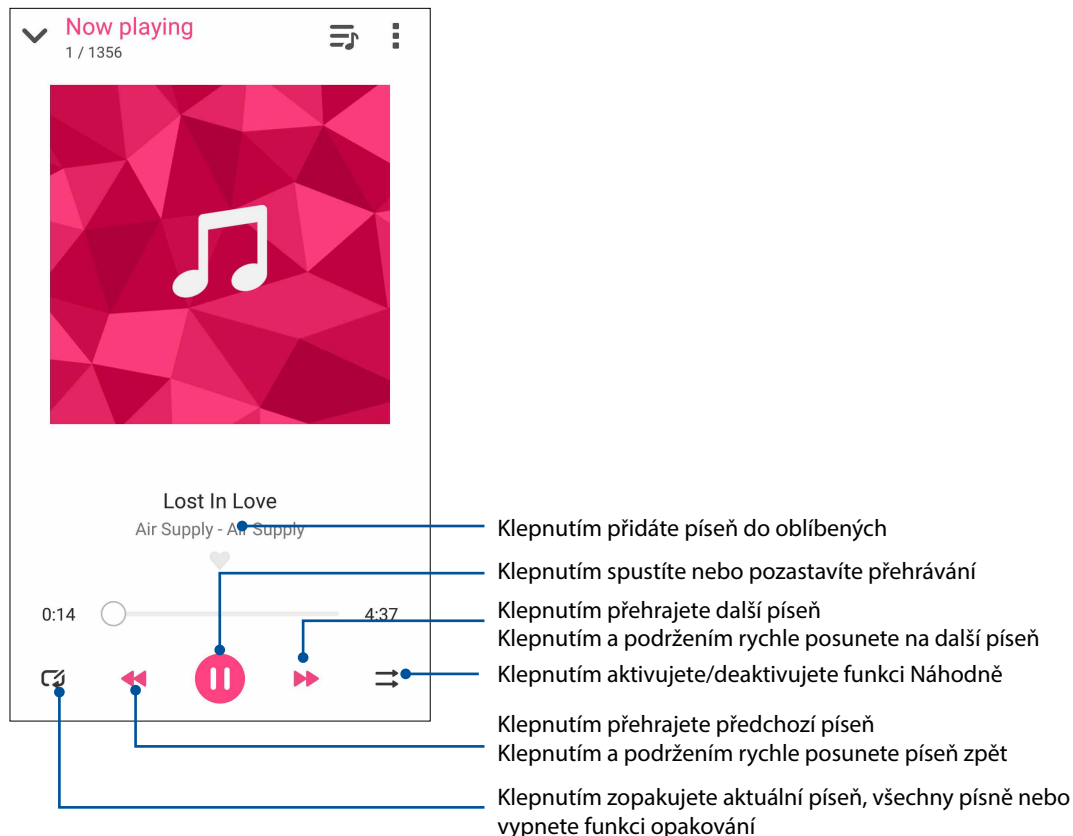 Now playing
1 / 1356
Lost In Love
Air Supply - Air Supply
Klepnutím přidáte píseň do oblíbených
Klepnutím spustíte nebo pozastavíte přehrávání
0:14
4:37
Klepnutím přehrajete další píseň
Klepnutím a podržením rychle posunete na další píseň
Klepnutím aktivujete/deaktivujete funkci Náhodně
Klepnutím přehrajete předchozí píseň
Klepnutím a podržením rychle posunete píseň zpět
Klepnutím zopakujete aktuální píseň, všechny písně nebo
vypnete funkci opakování